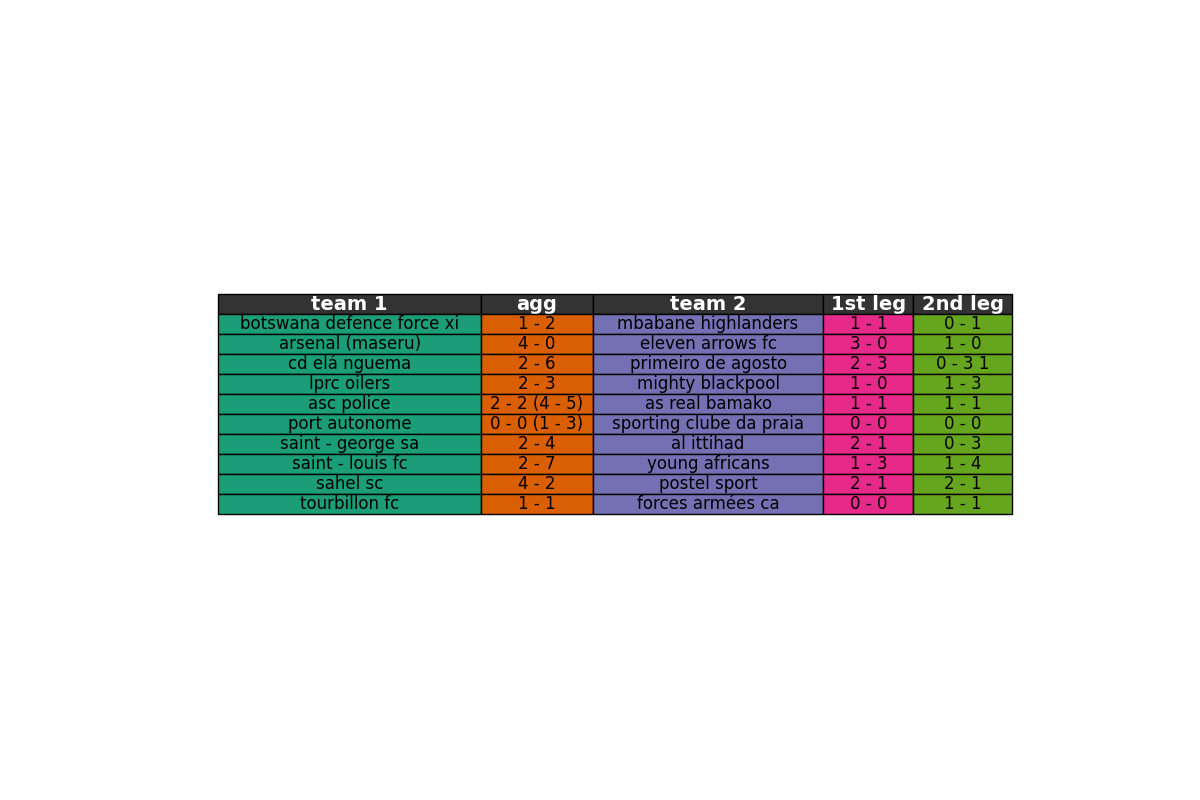 team 1 agg team 2 1st leg 2nd leg
botswana defence force xi 1 - 2 mbabane highlanders 1 - 1 0 - 1
arsenal (maseru) 4 - 0 eleven arrows fc 3 - 0 1 - 0
cd elá nguema 2 - 6 primeiro de agosto 2 - 3 0 - 3 1
lprc oilers 2 - 3 mighty blackpool 1 - 0 1 - 3
asc police 2 - 2 (4 - 5) as real bamako 1 - 1 1 - 1
port autonome 0 - 0 (1 - 3) sporting clube da praia 0 - 0 0 - 0
saint - george sa 2 - 4 al ittihad 2 - 1 0 - 3
saint - louis fc 2 - 7 young africans 1 - 3 1 - 4
sahel sc 4 - 2 postel sport 2 - 1 2 - 1
tourbillon fc 1 - 1 forces armées ca 0 - 0 1 - 1